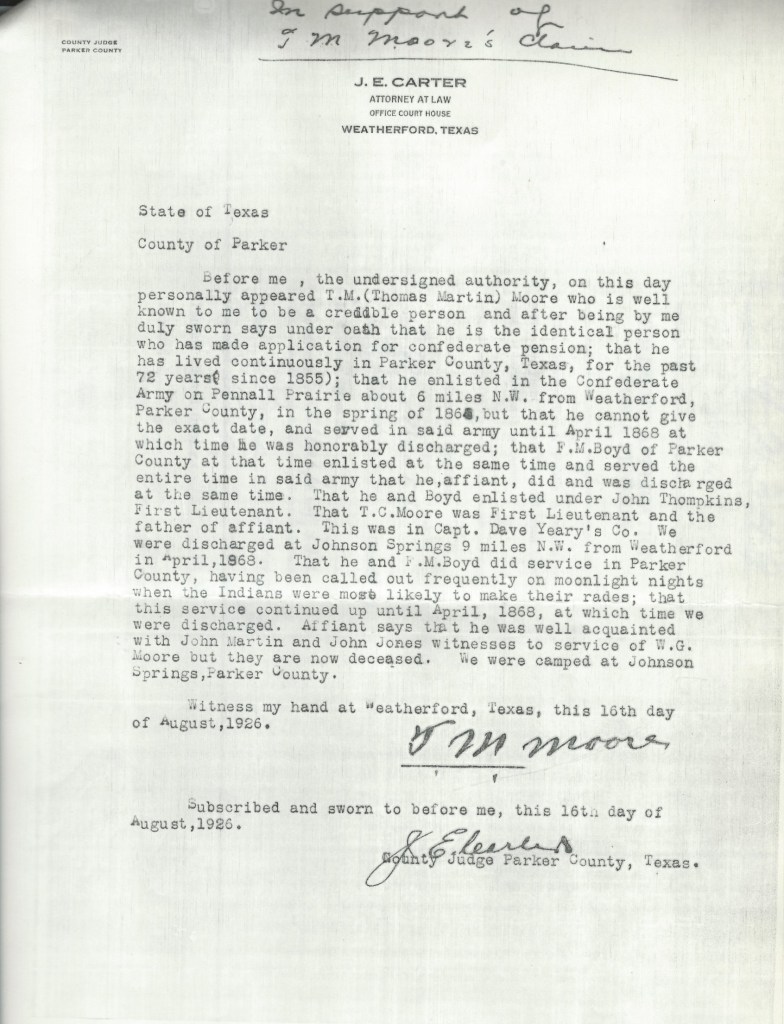 In support of
T M Moore's Claim
COUNTY JUDGE
PARKER COUNTY
J. E. CARTER
ATTORNEY AT LAW
OFFICE COURT HOUSE
WEATHERFORD, TEXAS
State of Texas
County of Parker
Before me , the undersigned authority, on this day
personally appeared T.M.(Thomas Martin) Moore who is well
known to me to be a credible person and after being by me
duly sworn says under oath that he is the identical person
who has made application for confederate pension; that he
has lived continuously in Parker County, Texas, for the past
72 years( since 1855); that he enlisted in the Confederate
Army on Pennall Prairie about 6 miles N.W. from Weatherford,
Parker County, in the spring of 1864,but that he cannot give
the exact date, and served in said army until April 1868 at
which time he was honorably discharged; that F.M.Boyd of Parker
County at that time enlisted at the same time and served the
entire time in said army that he,affiant, did and was discharged
at the same time. That he and Boyd enlisted under John Thompkins,
First Lieutenant. That T.C.Moore was First Lieutenant and the
father of affiant. This was in Capt. Dave Yeary's Co. We
were discharged at Johnson Springs 9 miles N.W. from Weatherford
in April,1868. That he and F.M.Boyd did service in Parker
County, having been called out frequently on moonlight nights
when the Indians were most likely to make their rades; that
this service continued up until April, 1868, at which time we
were discharged. Affiant says that he was well acquainted
with John Martin and John Jones witnesses to service of W.G.
Moore but they are now deceased. We were camped at Johnson
Springs,Parker County.
Witness my hand at Weatherford, Texas, this 16th day
of August,1926.
T M Moore
Subscribed and sworn to before me, this 16th day of
August,1926.
J. E. Carter
County Judge Parker County, Texas.